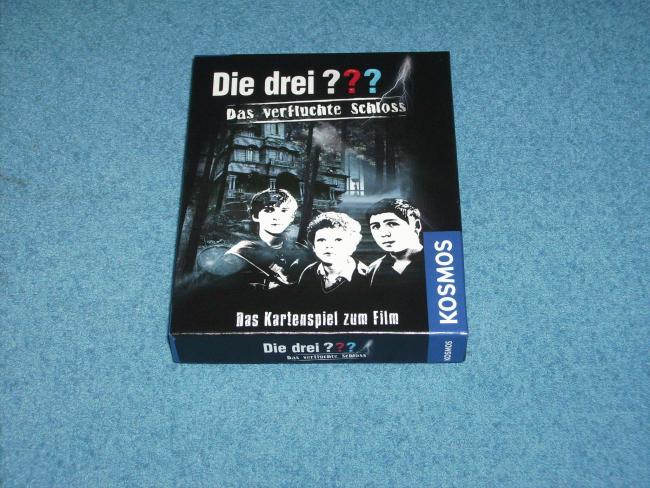 Die drei ???
Das verfluchte Schloss
Das Kartenspiel zum Film
KOSMOS
Die drei ???
Das verfluchte Schloss
KOSMOS